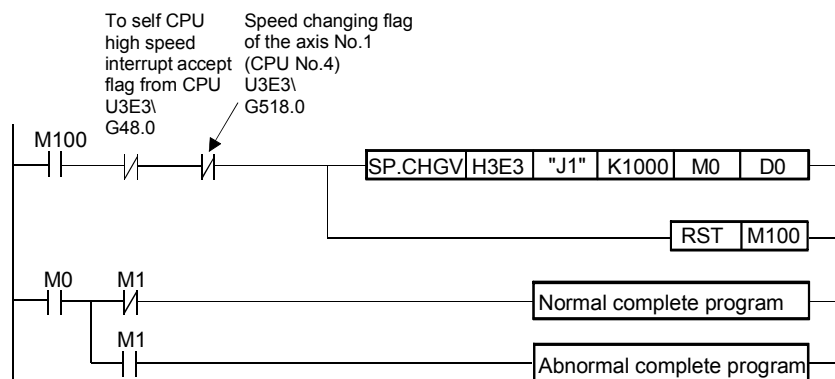 To self CPU
high speed
interrupt accept
flag from CPU
U3E3\
G48.0
Speed changing flag
of the axis No.1
(CPU No.4)
U3E3\
G518.0
M100
SP.CHGV H3E3 "J1" K1000 M0 D0
RST M100
M0 M1
Normal complete program
M1
Abnormal complete program